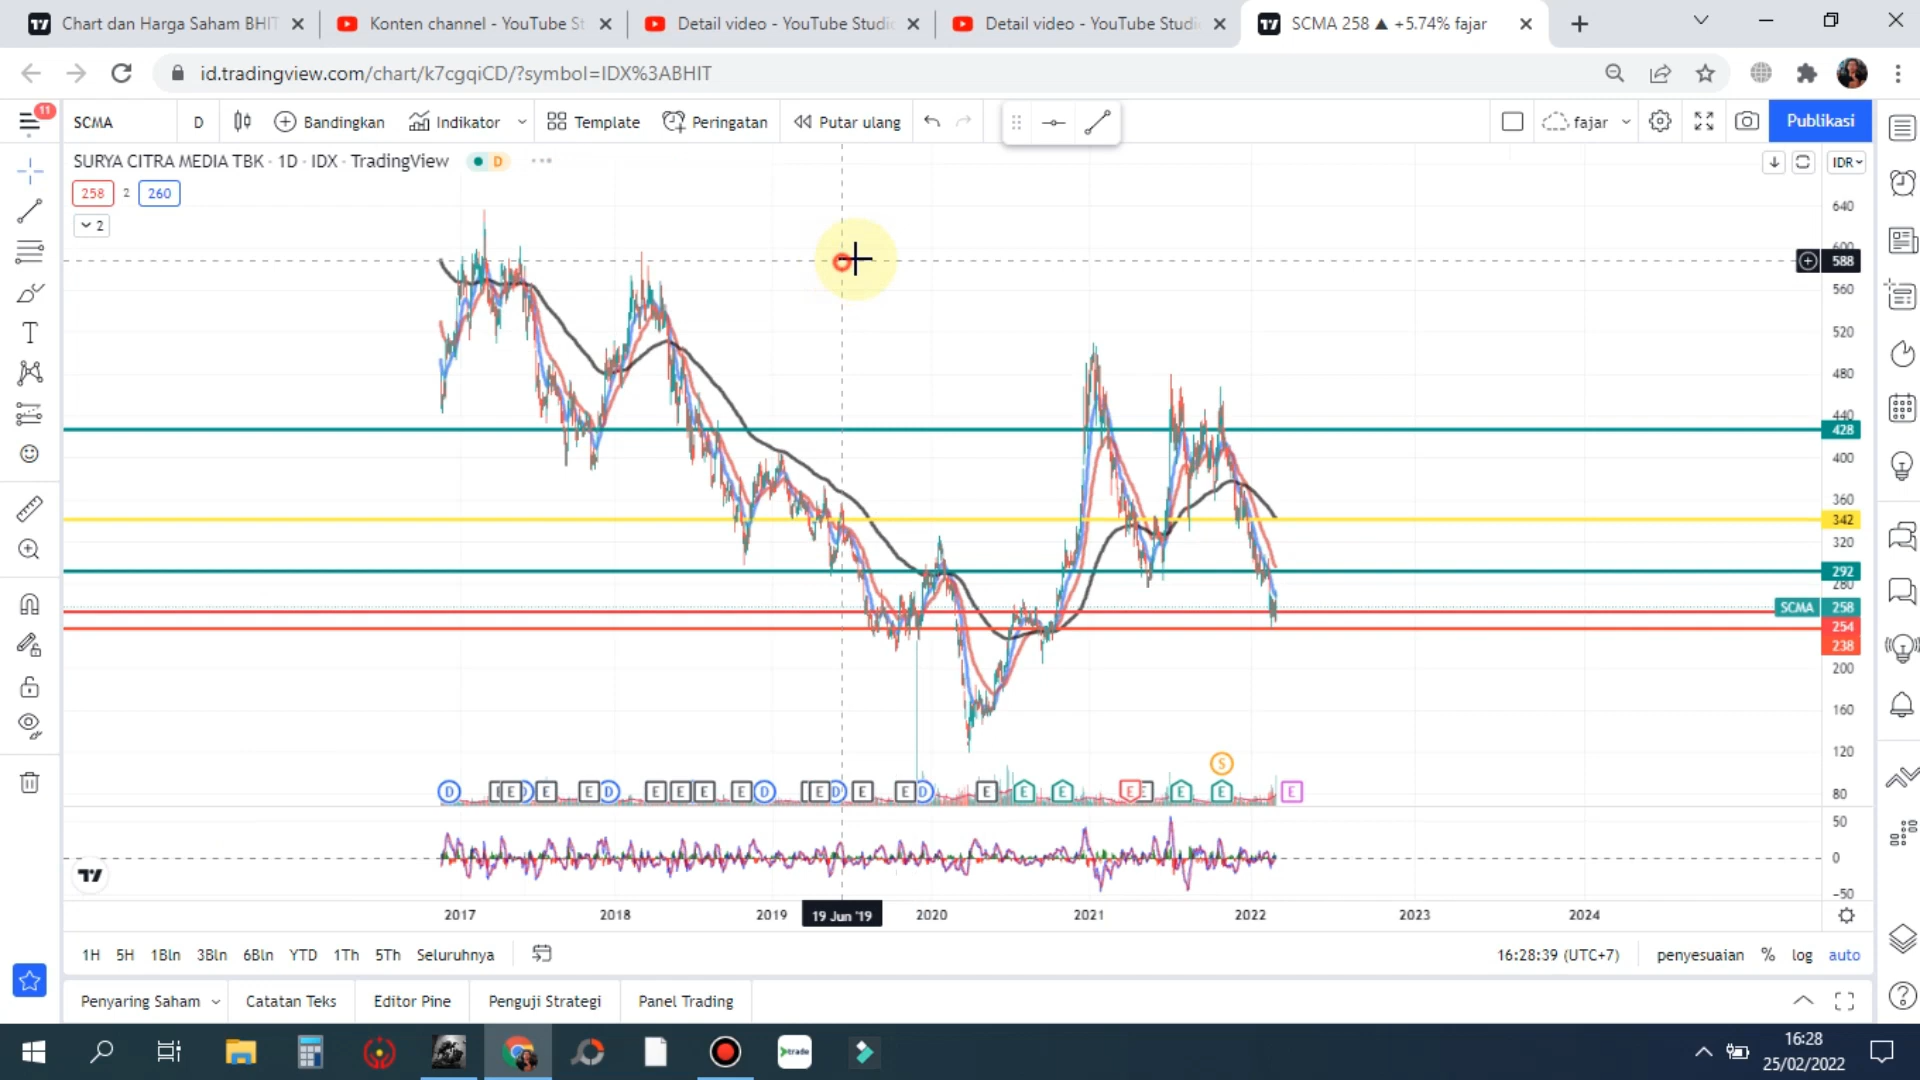 Chart dan Harga Saham BHIT
Konten channel - YouTube St
Detail video - YouTube Studio
Detail video - YouTube Studio
SCMA 258 ▲ +5.74% fajar
id.tradingview.com/chart/k7cgqiCD/?symbol=IDX%3ABHIT
11
SCMA
D
Bandingkan
Indikator
Template
Peringatan
Putar ulang
fajar
Publikasi
SURYA CITRA MEDIA TBK · 1D · IDX · TradingView
D
IDR
258
2
260
2
640
600
588
560
520
480
440
428
400
360
342
320
292
280
SCMA 258
254
238
200
160
120
80
S
D E D E E D E E E E D E D E E D E E E E E E E E
50
0
-50
2017
2018
2019
19 Jun '19
2020
2021
2022
2023
2024
1H
5H
1Bln
3Bln
6Bln
YTD
1Th
5Th
Seluruhnya
16:28:39 (UTC+7)
penyesuaian
%
log
auto
Penyaring Saham
Catatan Teks
Editor Pine
Penguji Strategi
Panel Trading
trade
16:28
25/02/2022